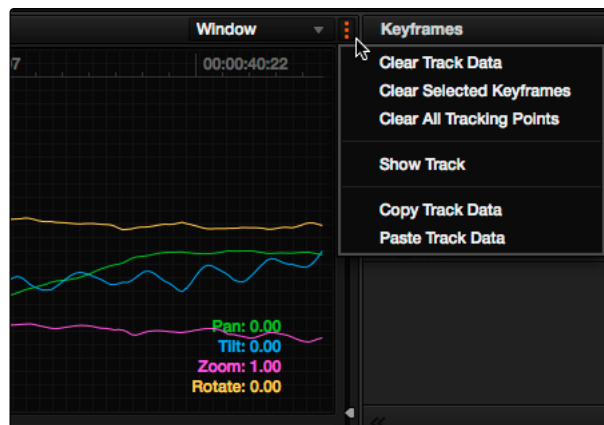 Window
Keyframes
7
00:00:40:22
Clear Track Data
Clear Selected Keyframes
Clear All Tracking Points
Show Track
Copy Track Data
Paste Track Data
Pan: 0.00
Tilt: 0.00
Zoom: 1.00
Rotate: 0.00